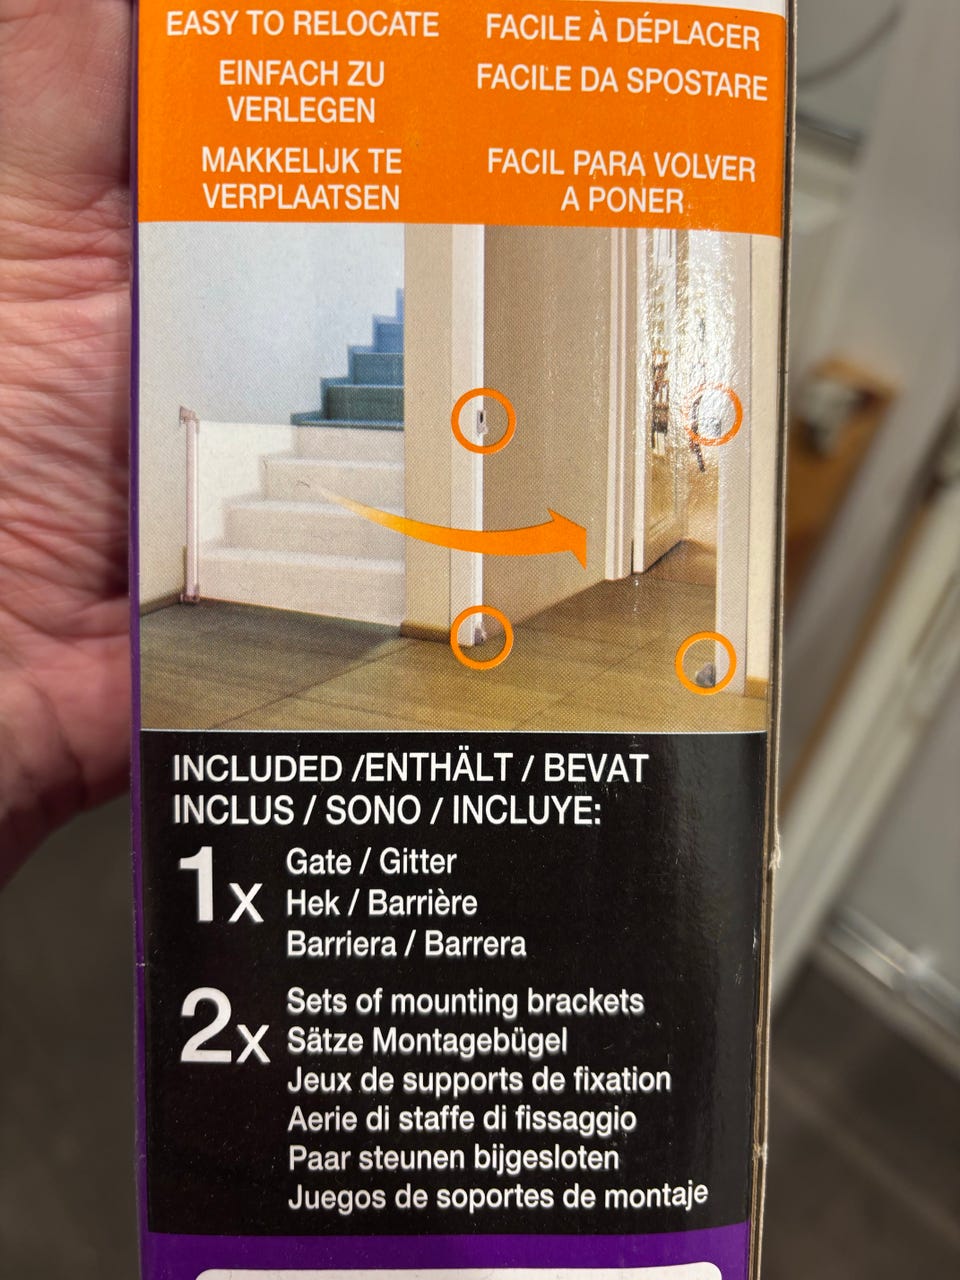 EASY TO RELOCATE
EINFACH ZU
VERLEGEN
MAKKELIJK TE
VERPLAATSEN
FACILE À DÉPLACER
FACILE DA SPOSTARE
FACIL PARA VOLVER
A PONER
INCLUDED /ENTHÄLT / BEVAT
INCLUS / SONO / INCLUYE:
1x
Gate / Gitter
Hek / Barrière
Barriera / Barrera
2x
Sets of mounting brackets
Sätze Montagebügel
Jeux de supports de fixation
Aerie di staffe di fissaggio
Paar steunen bijgesloten
Juegos de soportes de montaje